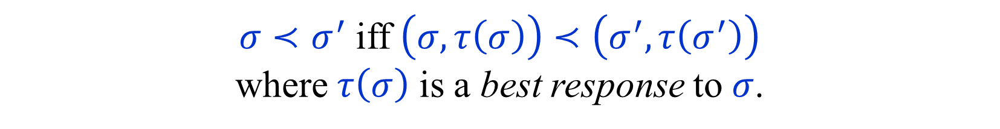 σ ≺ σ′ iff (σ, τ(σ)) ≺ (σ′, τ(σ′))
where τ(σ) is a best response to σ.